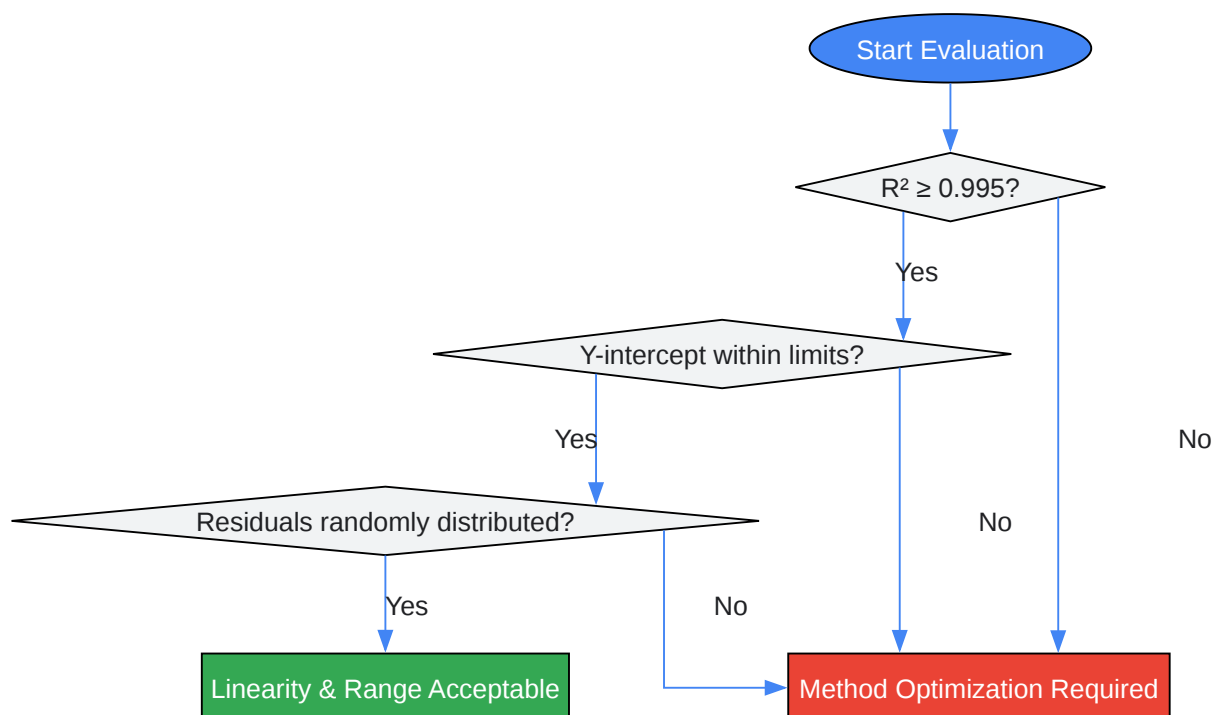 Start Evaluation
R² ≥ 0.995?
Yes
Y-intercept within limits?
Yes
No
Residuals randomly distributed?
No
Yes
No
Linearity & Range Acceptable
Method Optimization Required